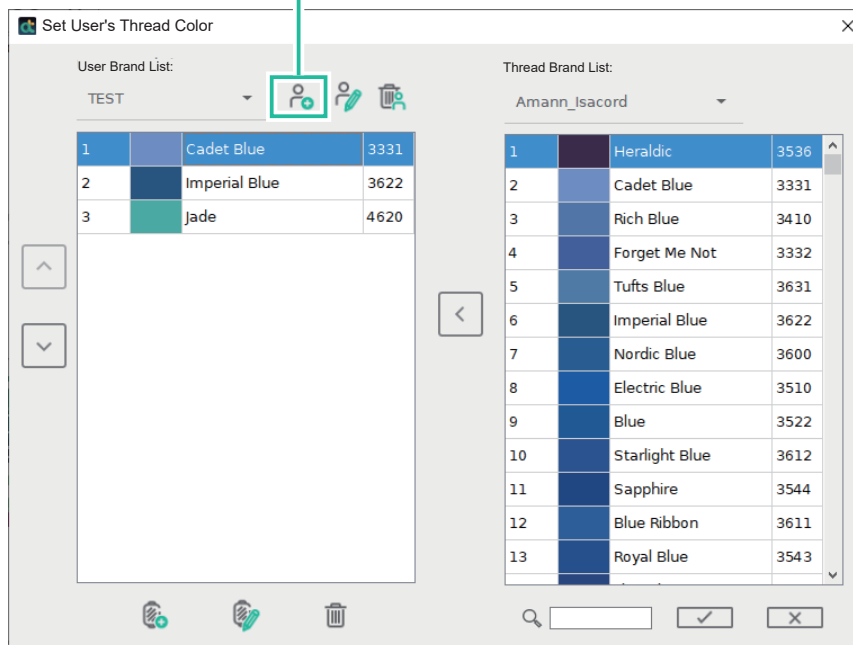 Set User's Thread Color
User Brand List:
TEST
1 Cadet Blue 3331
2 Imperial Blue 3622
3 Jade 4620
Thread Brand List:
Amann_Isacord
1 Heraldic 3536
2 Cadet Blue 3331
3 Rich Blue 3410
4 Forget Me Not 3332
5 Tufts Blue 3631
6 Imperial Blue 3622
7 Nordic Blue 3600
8 Electric Blue 3510
9 Blue 3522
10 Starlight Blue 3612
11 Sapphire 3544
12 Blue Ribbon 3611
13 Royal Blue 3543